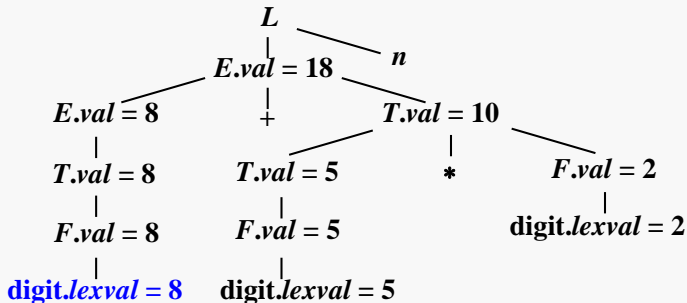 L
n
E.val = 18
E.val = 8 + T.val = 10
T.val = 8 T.val = 5 * F.val = 2
F.val = 8 F.val = 5 digit.lexval = 2
digit.lexval = 8 digit.lexval = 5